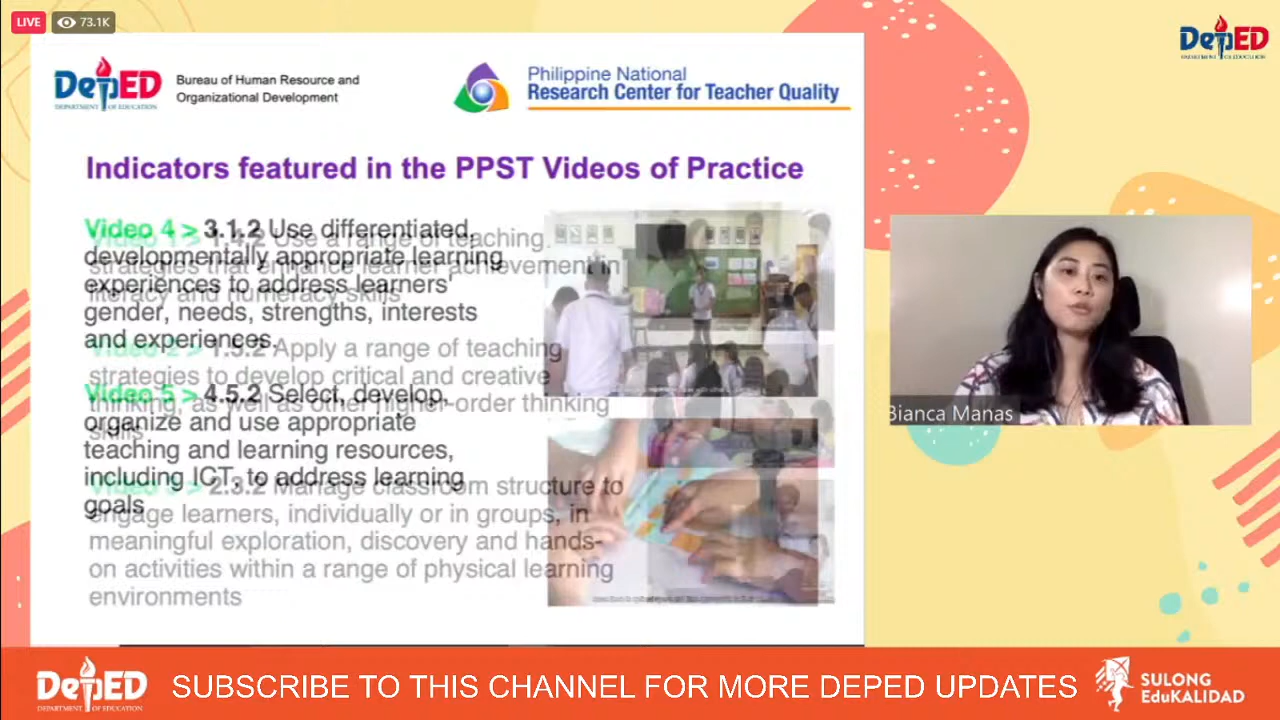 LIVE 73.1K
DepED
DEPARTMENT OF EDUCATION
Bureau of Human Resource and
Organizational Development
Philippine National
Research Center for Teacher Quality
DepED
DEPARTMENT OF EDUCATION
Indicators featured in the PPST Videos of Practice
Video 4 > 3.1.2 Use differentiated,
developmentally appropriate learning
experiences to address learners'
gender, needs, strengths, interests
and experiences.
Video 5 > 4.5.2 Select, develop,
organize and use appropriate
teaching and learning resources,
including ICT, to address learning
goals
Video 1 > 1.4.2 Use a range of teaching
strategies that enhance learner achievement in
literacy and numeracy skills
Video 2 > 1.5.2 Apply a range of teaching
strategies to develop critical and creative
thinking, as well as other higher-order thinking
skills
Video 3 > 2.3.2 Manage classroom structure to
engage learners, individually or in groups, in
meaningful exploration, discovery and hands-
on activities within a range of physical learning
environments
Bianca Manas
DepED
DEPARTMENT OF EDUCATION
SUBSCRIBE TO THIS CHANNEL FOR MORE DEPED UPDATES
SULONG
EduKALIDAD